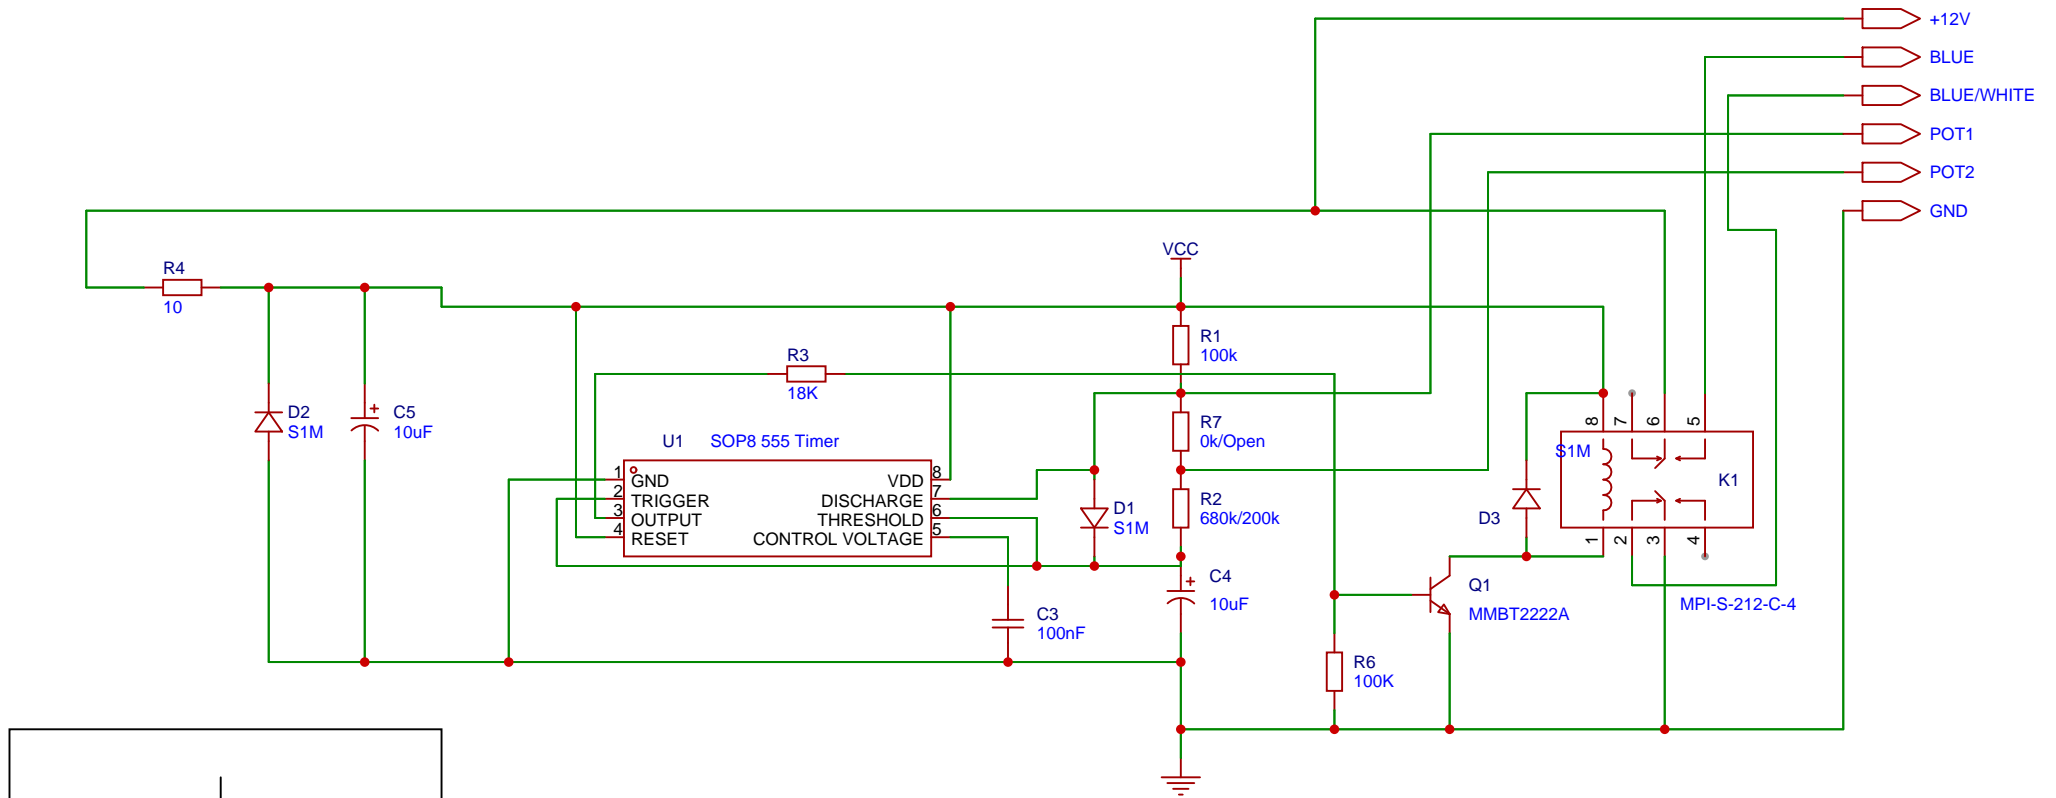 +12V
BLUE
BLUE/WHITE
POT1
POT2
GND
VCC
R4
10
R1
100k
R3
18K
D2
S1M
C5
10uF
R7
0k/Open
U1 SOP8 555 Timer
1 GND
2 TRIGGER
3 OUTPUT
4 RESET
VDD 8
DISCHARGE 7
THRESHOLD 6
CONTROL VOLTAGE 5
D1
S1M
R2
680k/200k
8 7 6 5
S1M
K1
D3
1 2 3 4
C4
10uF
Q1
MMBT2222A
MPI-S-212-C-4
C3
100nF
R6
100K